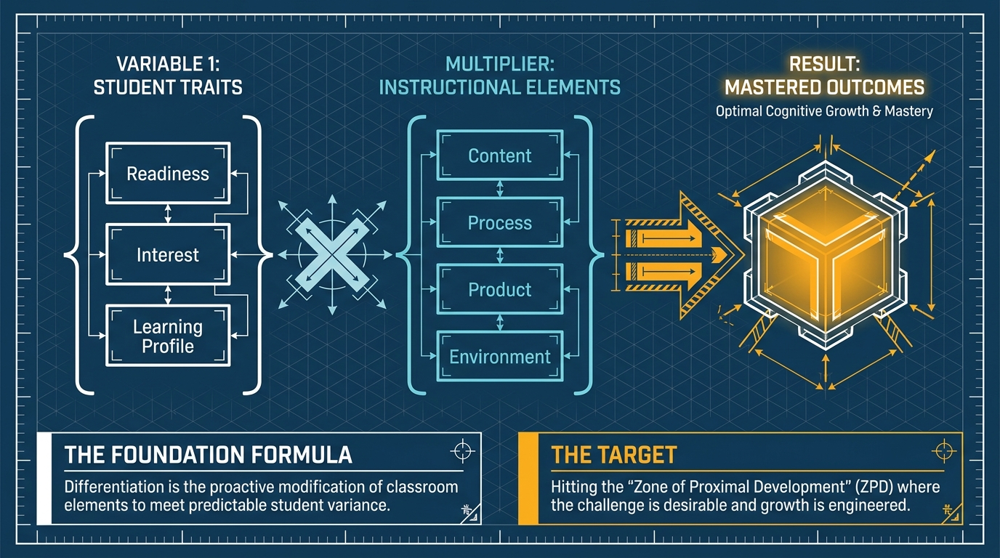 VARIABLE 1:
STUDENT TRAITS
Readiness
Interest
Learning
Profile
MULTIPLIER:
INSTRUCTIONAL ELEMENTS
Content
Process
Product
Environment
RESULT:
MASTERED OUTCOMES
Optimal Cognitive Growth & Mastery
THE FOUNDATION FORMULA
Differentiation is the proactive modification of classroom
elements to meet predictable student variance.
THE TARGET
Hitting the “Zone of Proximal Development” (ZPD) where
the challenge is desirable and growth is engineered.